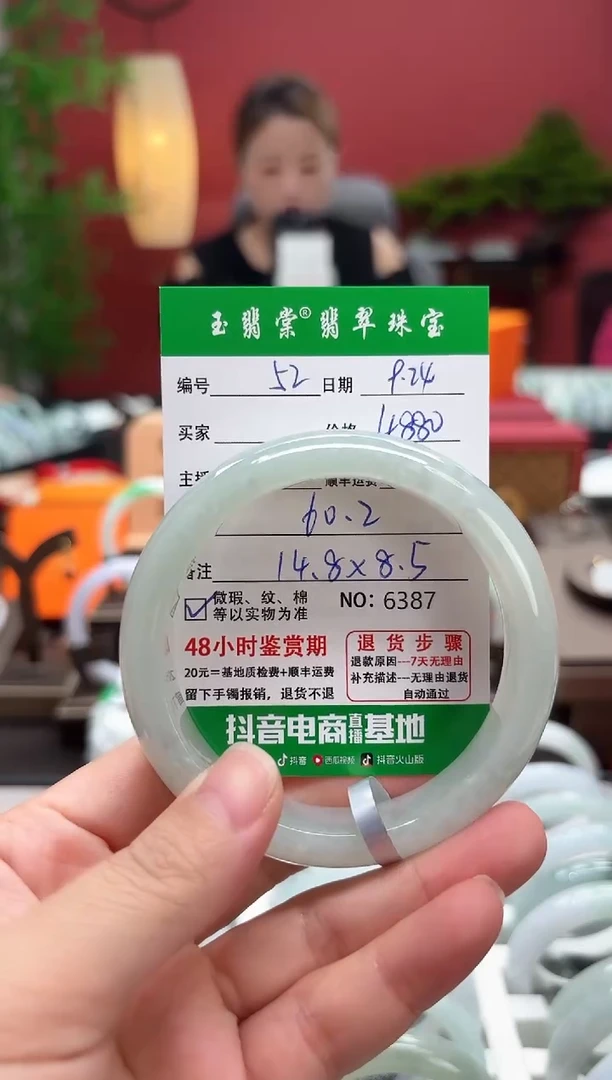 玉翡棠®翡翠珠宝
编号 52 日期 9.24
买家 价格 11880
主播 顺丰运费
60.2
备注 14.8×8.5
微瑕、纹、棉
等以实物为准 NO: 6387
48小时鉴赏期
20元=基地质检费+顺丰运费
留下手镯报销，退货不退
退货步骤
退款原因---7天无理由
补充描述---无理由退货
自动通过
抖音电商直播基地
抖音 西瓜视频 抖音火山版